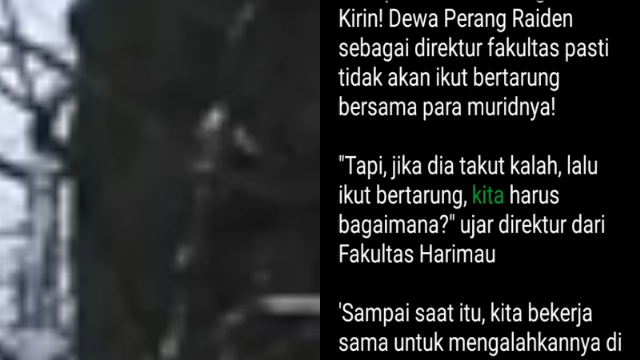 Kirin! Dewa Perang Raiden
sebagai direktur fakultas pasti
tidak akan ikut bertarung
bersama para muridnya!
"Tapi, jika dia takut kalah, lalu
ikut bertarung, kita harus
bagaimana?" ujar direktur dari
Fakultas Harimau
'Sampai saat itu, kita bekerja
sama untuk mengalahkannya di